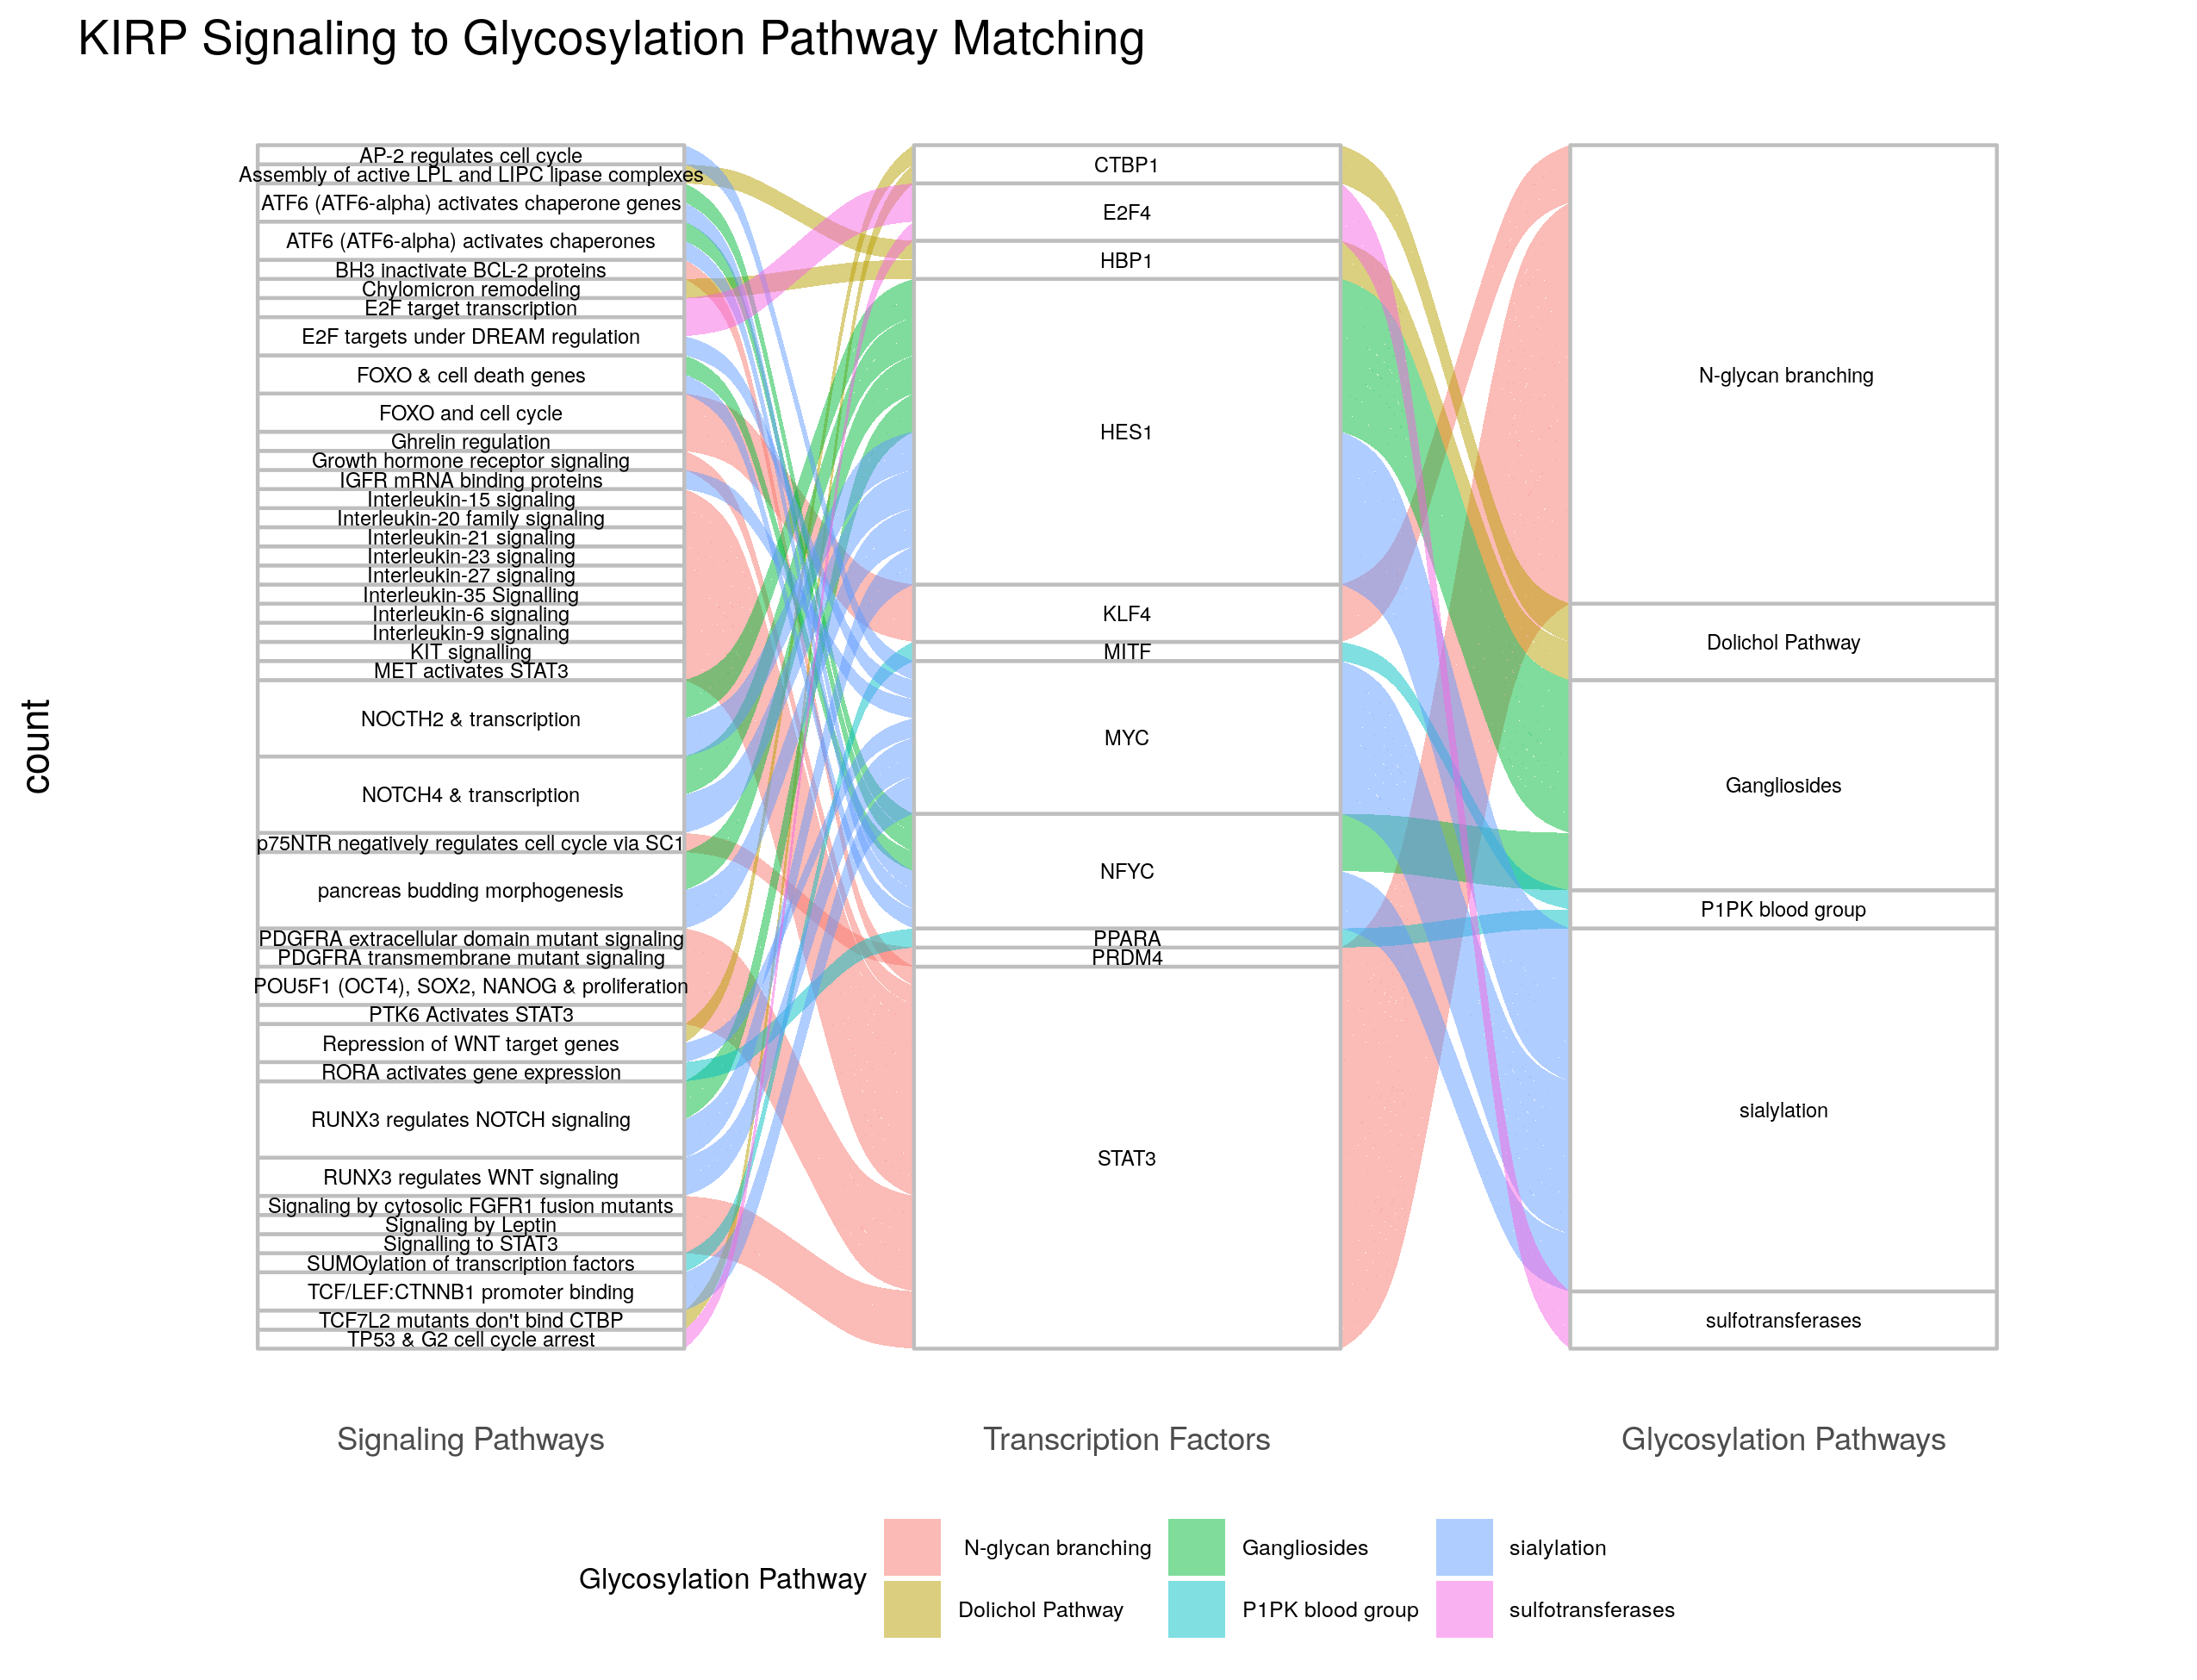 KIRP Signaling to Glycosylation Pathway Matching
count
AP-2 regulates cell cycle
Assembly of active LPL and LIPC lipase complexes
ATF6 (ATF6-alpha) activates chaperone genes
ATF6 (ATF6-alpha) activates chaperones
BH3 inactivate BCL-2 proteins
Chylomicron remodeling
E2F target transcription
E2F targets under DREAM regulation
FOXO & cell death genes
FOXO and cell cycle
Ghrelin regulation
Growth hormone receptor signaling
IGFR mRNA binding proteins
Interleukin-15 signaling
Interleukin-20 family signaling
Interleukin-21 signaling
Interleukin-23 signaling
Interleukin-27 signaling
Interleukin-35 Signalling
Interleukin-6 signaling
Interleukin-9 signaling
KIT signalling
MET activates STAT3
NOCTH2 & transcription
NOTCH4 & transcription
p75NTR negatively regulates cell cycle via SC1
pancreas budding morphogenesis
PDGFRA extracellular domain mutant signaling
PDGFRA transmembrane mutant signaling
POU5F1 (OCT4), SOX2, NANOG & proliferation
PTK6 Activates STAT3
Repression of WNT target genes
RORA activates gene expression
RUNX3 regulates NOTCH signaling
RUNX3 regulates WNT signaling
Signaling by cytosolic FGFR1 fusion mutants
Signaling by Leptin
Signalling to STAT3
SUMOylation of transcription factors
TCF/LEF:CTNNB1 promoter binding
TCF7L2 mutants don't bind CTBP
TP53 & G2 cell cycle arrest
CTBP1
E2F4
HBP1
HES1
KLF4
MITF
MYC
NFYC
PPARA
PRDM4
STAT3
N-glycan branching
Dolichol Pathway
Gangliosides
P1PK blood group
sialylation
sulfotransferases
Signaling Pathways
Transcription Factors
Glycosylation Pathways
Glycosylation Pathway
N-glycan branching
Dolichol Pathway
Gangliosides
P1PK blood group
sialylation
sulfotransferases